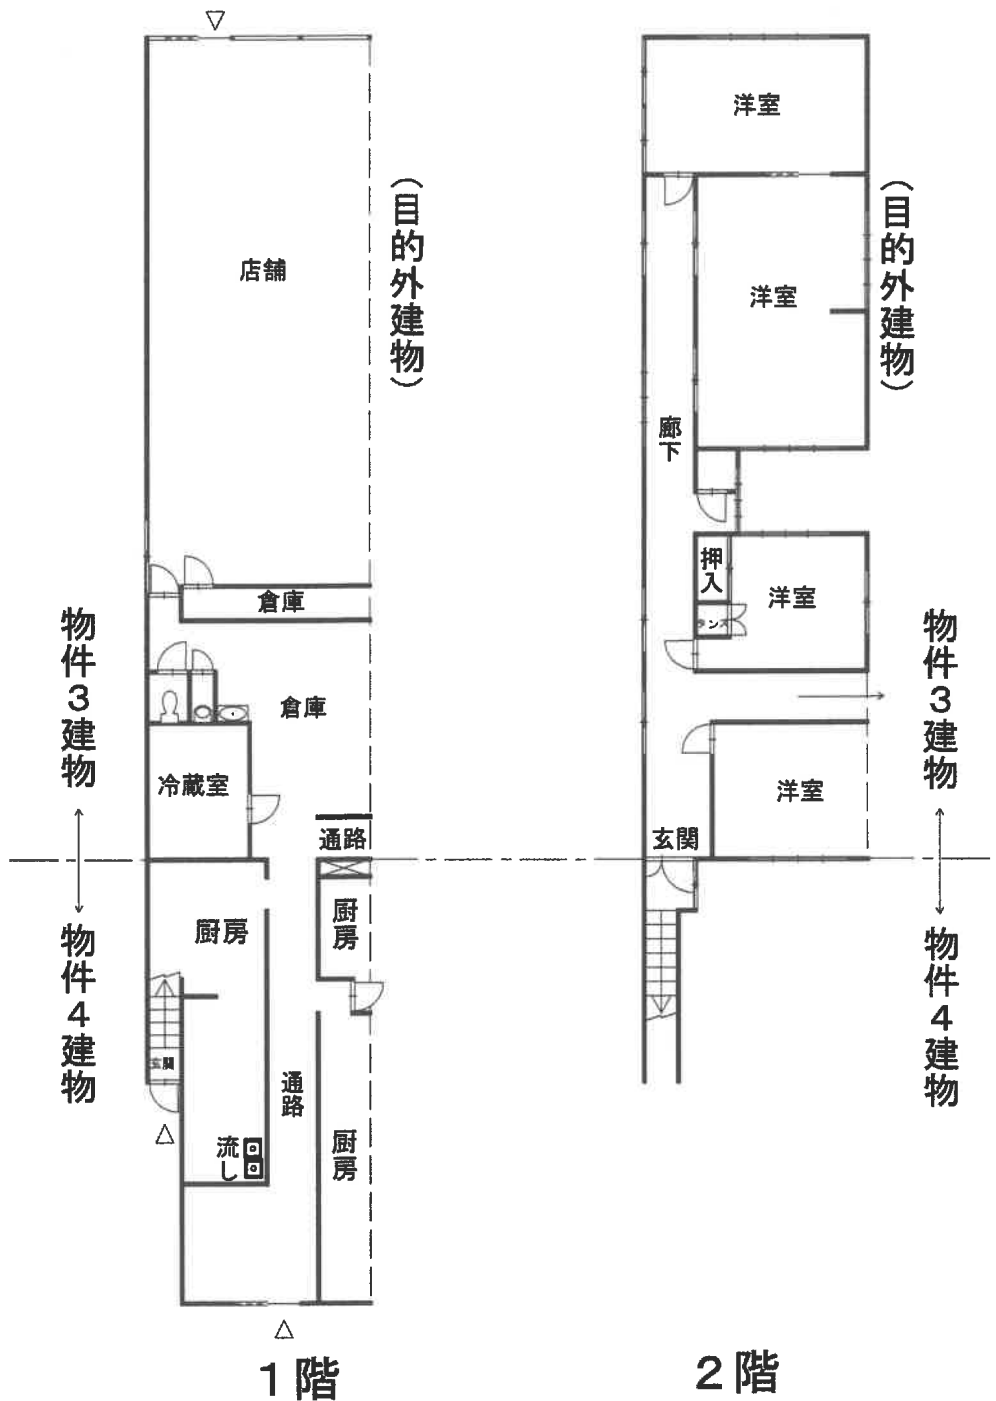 店舗
(目的外建物)
倉庫
倉庫
冷蔵室
通路
物件3建物
物件4建物
厨房
厨房
玄関
通路
流し
厨房
1階
洋室
(目的外建物)
洋室
廊下
押入
タンス
洋室
洋室
玄関
物件3建物
物件4建物
2階